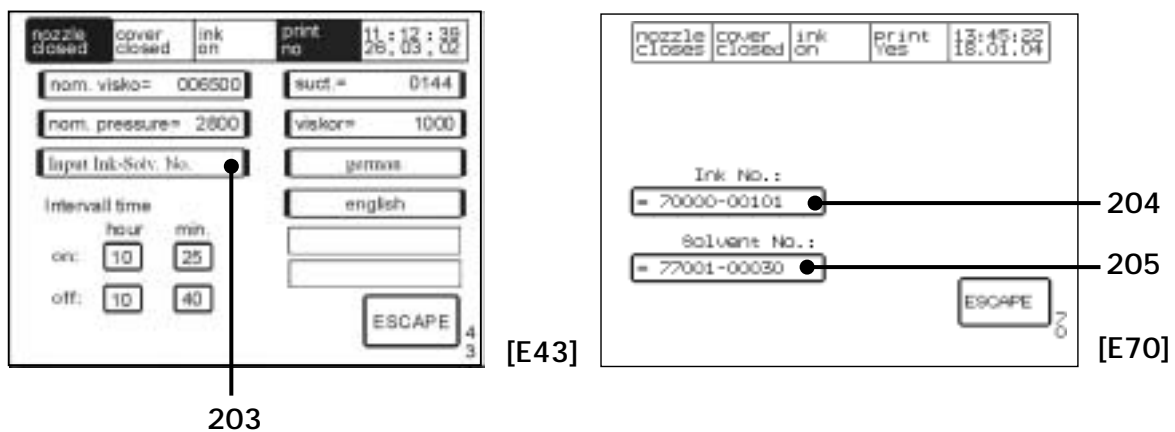 nozzle closed cover closed ink on print no 11:12:39 26.03.02
nom. visko= 006500 suct.= 0144
nom. pressure= 2800 viskor= 1000
Input Ink-Solv. No. german
english
Intervall time
hour min.
on: 10 25
off: 10 40
ESCAPE
43
[E43]
203
nozzle closes cover closed ink on print Yes 13:45:22 18.01.04
Ink No.:
= 70000-00101
204
Solvent No.:
= 77001-00030
205
ESCAPE
70
[E70]